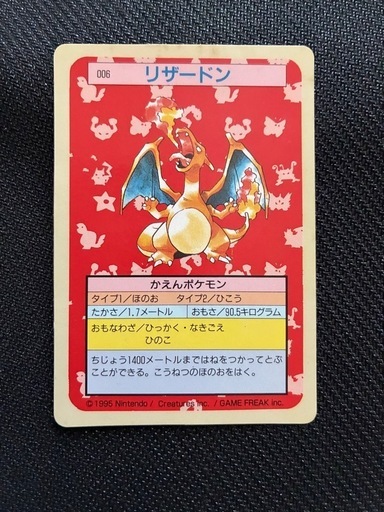 006 リザードン
かえんポケモン
タイプ1/ほのお タイプ2/ひこう
たかさ/1.7メートル おもさ/90.5キログラム
おもなわざ/ひっかく・なきごえ
ひのこ
ちじょう1400メートルまではねをつかってと
ぶことができる。こうねつのほのおをはく。
©1995 Nintendo / Creatures inc. / GAME FREAK inc.